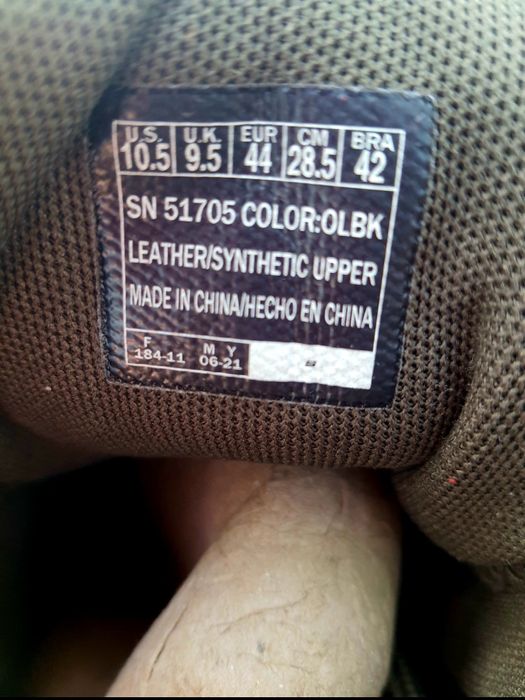 U.S. U.K. EUR CM BRA
10.5 9.5 44 28.5 42
SN 51705 COLOR:OLBK
LEATHER/SYNTHETIC UPPER
MADE IN CHINA/HECHO EN CHINA
F M Y
184-11 06-21